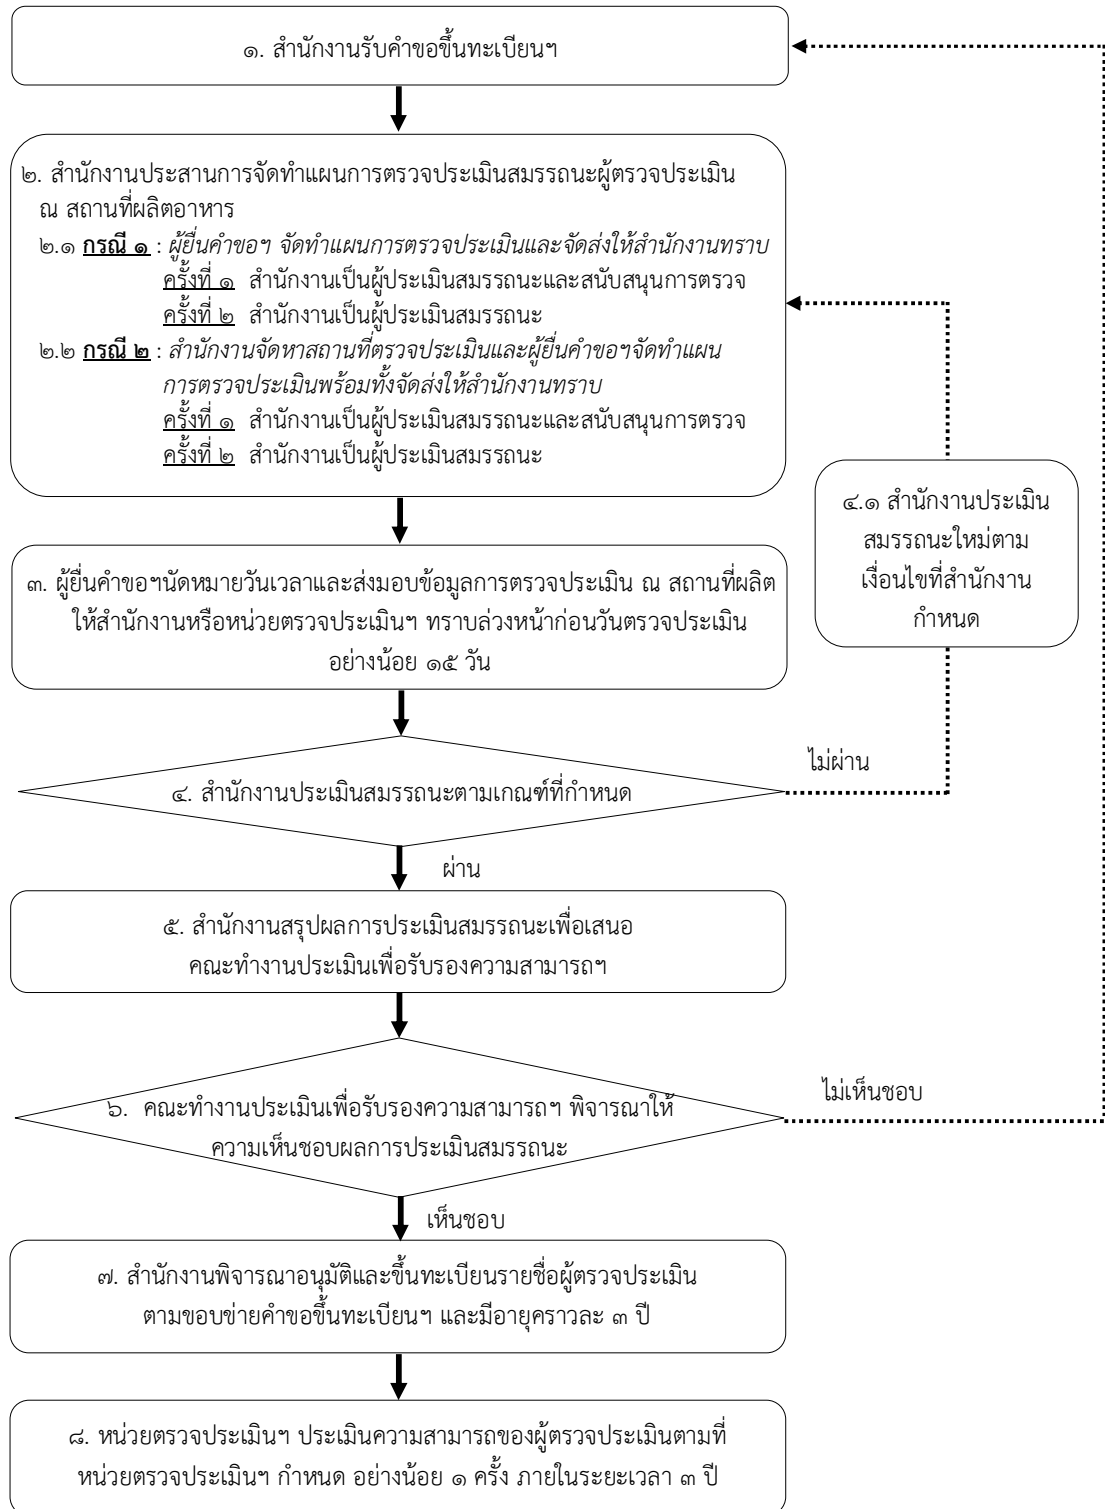 ๑. สำนักงานรับคำขอขึ้นทะเบียนฯ
๒. สำนักงานประสานการจัดทำแผนการตรวจประเมินสมรรถนะผู้ตรวจประเมิน
ณ สถานที่ผลิตอาหาร
๒.๑ กรณี ๑ : ผู้ยื่นคำขอฯ จัดทำแผนการตรวจประเมินและจัดส่งให้สำนักงานทราบ
ครั้งที่ ๑ สำนักงานเป็นผู้ประเมินสมรรถนะและสนับสนุนการตรวจ
ครั้งที่ ๒ สำนักงานเป็นผู้ประเมินสมรรถนะ
๒.๒ กรณี ๒ : สำนักงานจัดหาสถานที่ตรวจประเมินและผู้ยื่นคำขอฯจัดทำแผน
การตรวจประเมินพร้อมทั้งจัดส่งให้สำนักงานทราบ
ครั้งที่ ๑ สำนักงานเป็นผู้ประเมินสมรรถนะและสนับสนุนการตรวจ
ครั้งที่ ๒ สำนักงานเป็นผู้ประเมินสมรรถนะ
๔.๑ สำนักงานประเมิน
สมรรถนะใหม่ตาม
เงื่อนไขที่สำนักงาน
กำหนด
๓. ผู้ยื่นคำขอฯนัดหมายวันเวลาและส่งมอบข้อมูลการตรวจประเมิน ณ สถานที่ผลิต
ให้สำนักงานหรือหน่วยตรวจประเมินฯ ทราบล่วงหน้าก่อนวันตรวจประเมิน
อย่างน้อย ๑๕ วัน
ไม่ผ่าน
๔. สำนักงานประเมินสมรรถนะตามเกณฑ์ที่กำหนด
ผ่าน
๕. สำนักงานสรุปผลการประเมินสมรรถนะเพื่อเสนอ
คณะทำงานประเมินเพื่อรับรองความสามารถฯ
ไม่เห็นชอบ
๖. คณะทำงานประเมินเพื่อรับรองความสามารถฯ พิจารณาให้
ความเห็นชอบผลการประเมินสมรรถนะ
เห็นชอบ
๗. สำนักงานพิจารณาอนุมัติและขึ้นทะเบียนรายชื่อผู้ตรวจประเมิน
ตามขอบข่ายคำขอขึ้นทะเบียนฯ และมีอายุคราวละ ๓ ปี
๘. หน่วยตรวจประเมินฯ ประเมินความสามารถของผู้ตรวจประเมินตามที่
หน่วยตรวจประเมินฯ กำหนด อย่างน้อย ๑ ครั้ง ภายในระยะเวลา ๓ ปี